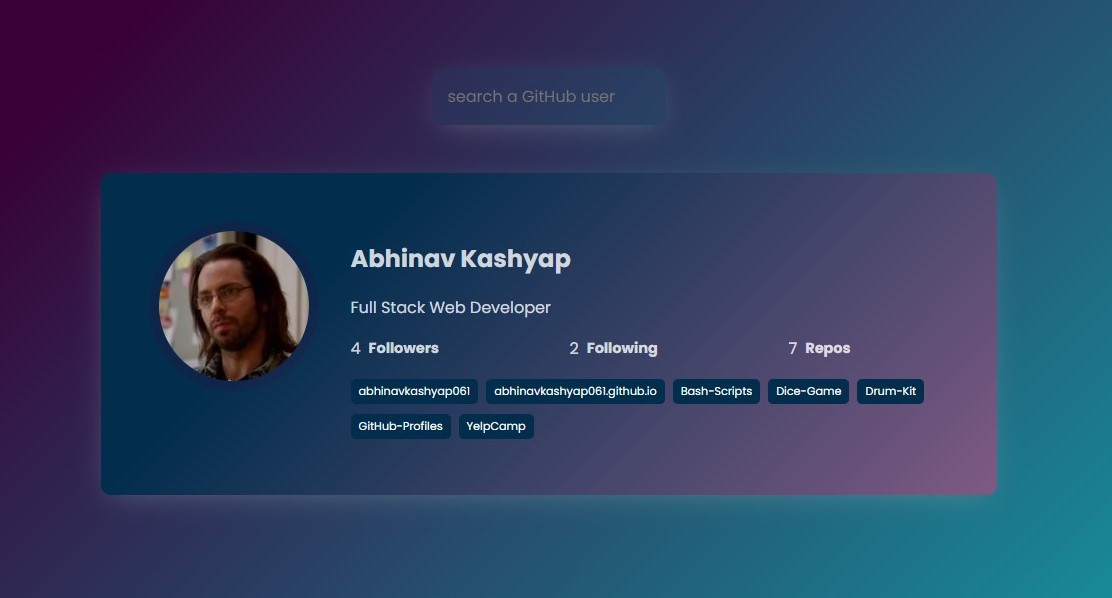 search a GitHub user
Abhinav Kashyap
Full Stack Web Developer
4 Followers 2 Following 7 Repos
abhinavkashyap061 abhinavkashyap061.github.io Bash-Scripts Dice-Game Drum-Kit
GitHub-Profiles YelpCamp